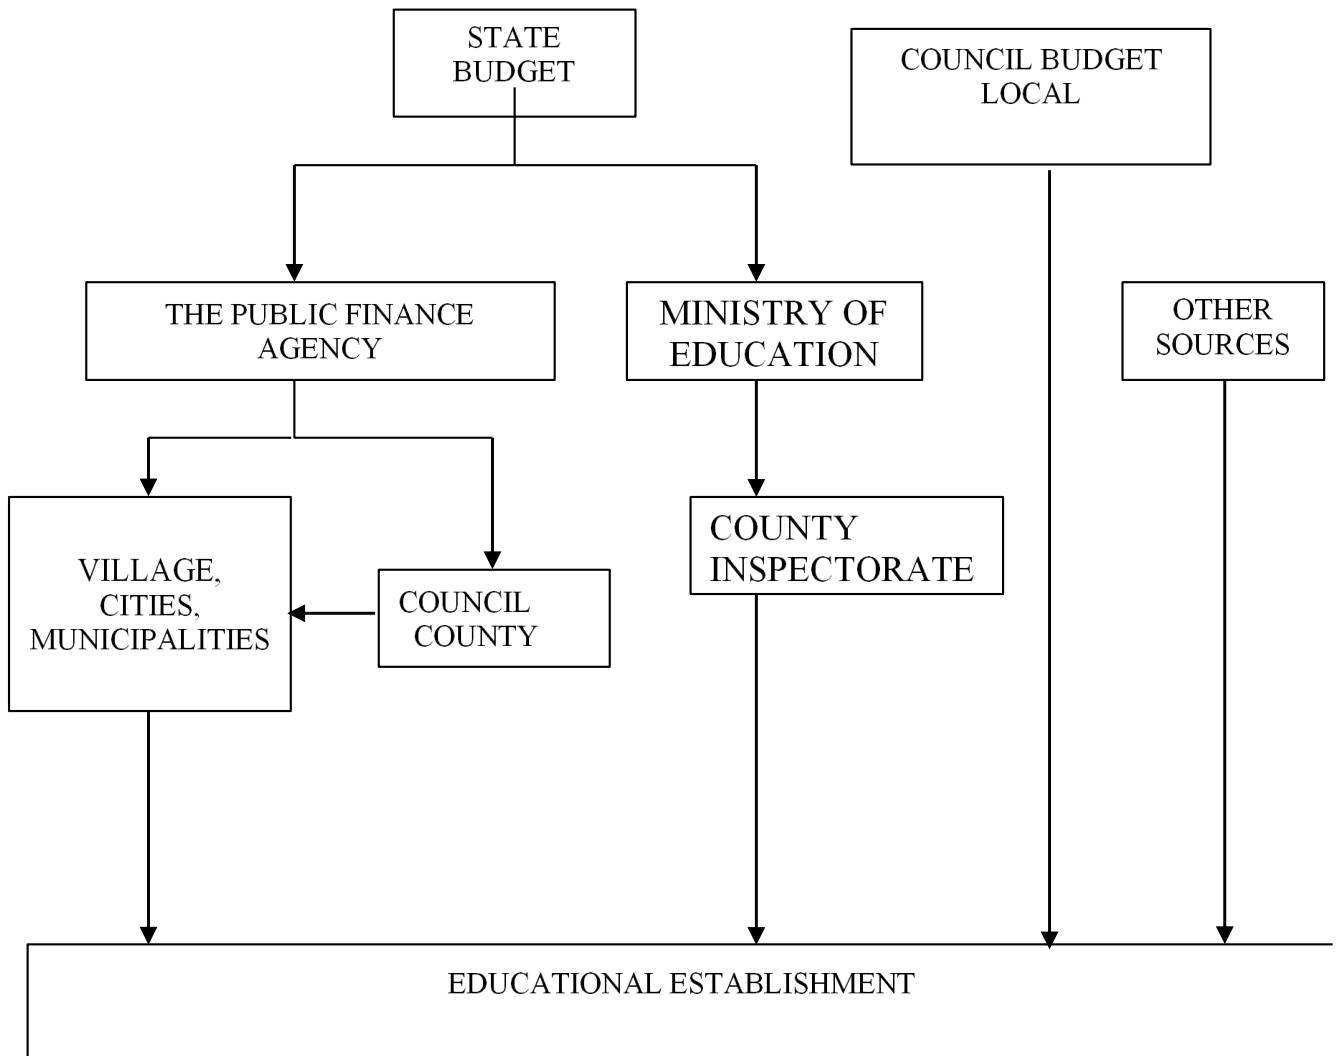 STATE
BUDGET
COUNCIL BUDGET
LOCAL
THE PUBLIC FINANCE
AGENCY
MINISTRY OF
EDUCATION
OTHER
SOURCES
VILLAGE,
CITIES,
MUNICIPALITIES
COUNCIL
COUNTY
COUNTY
INSPECTORATE
EDUCATIONAL ESTABLISHMENT